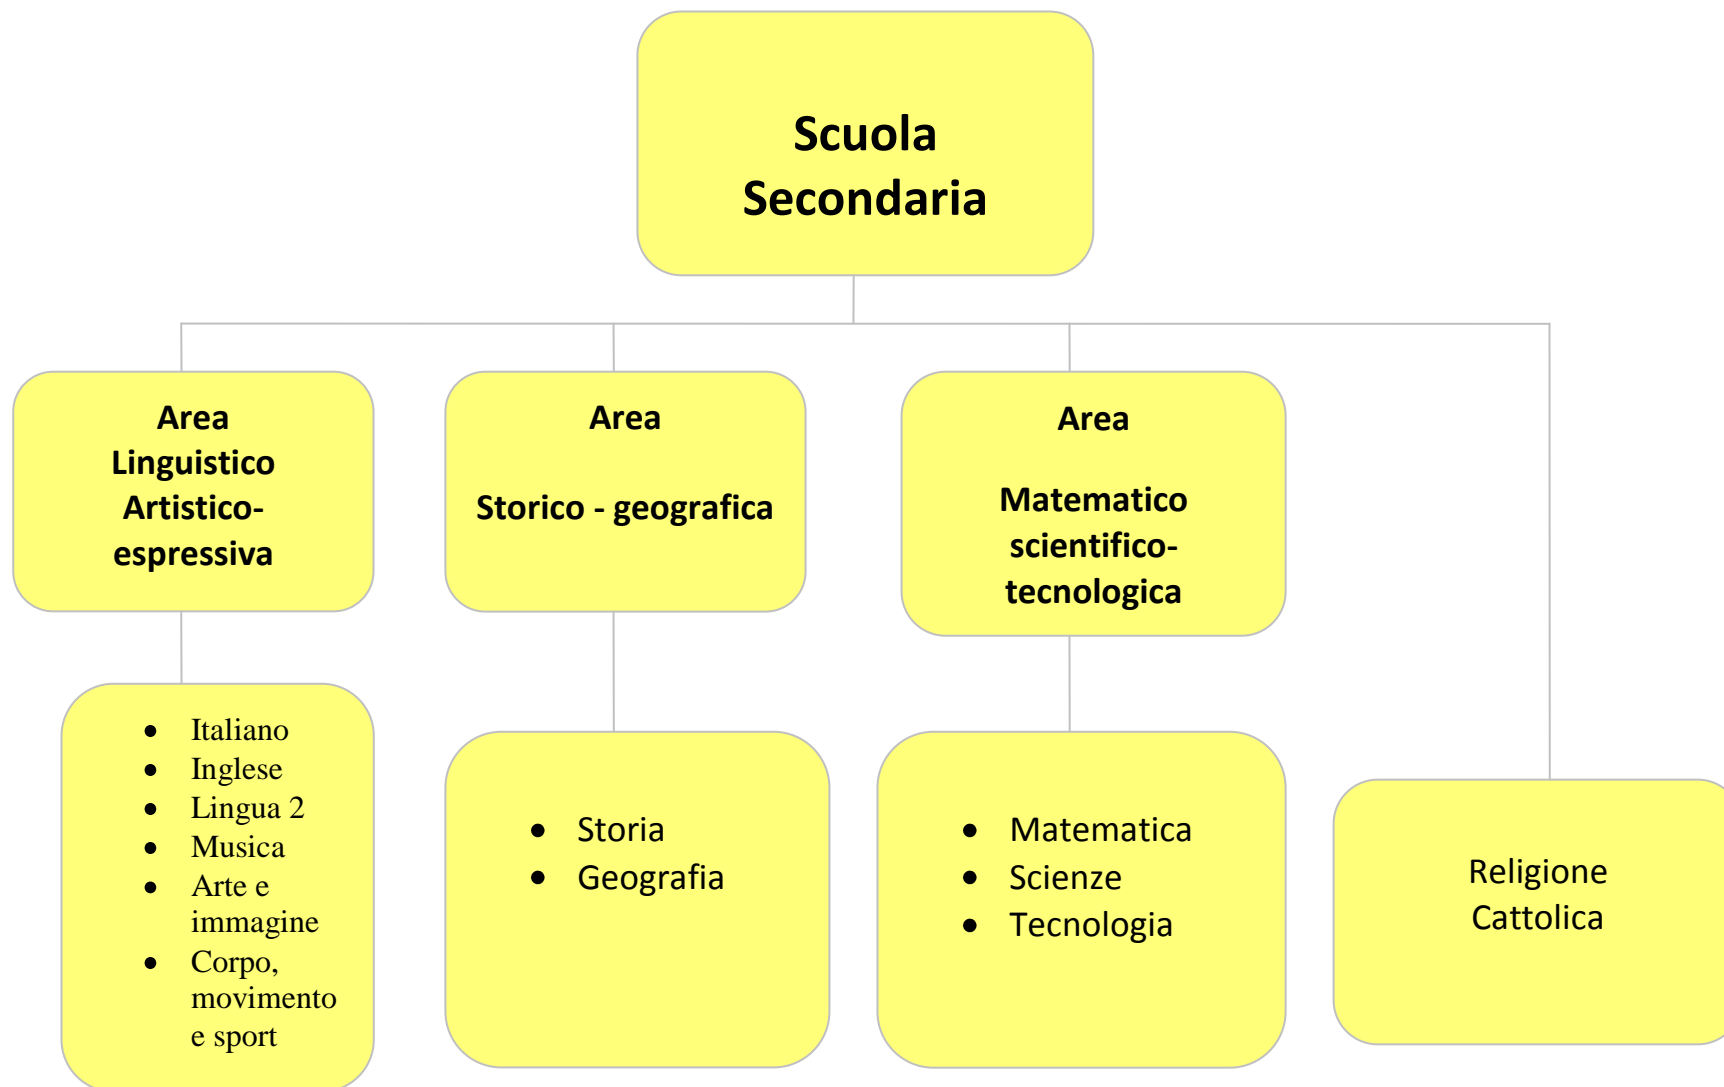 Scuola
Secondaria
Area
Linguistico
Artistico-
espressiva
Area
Storico - geografica
Area
Matematico
scientifico-
tecnologica
• Italiano
• Inglese
• Lingua 2
• Musica
• Arte e
immagine
• Corpo,
movimento
e sport
• Storia
• Geografia
• Matematica
• Scienze
• Tecnologia
Religione
Cattolica